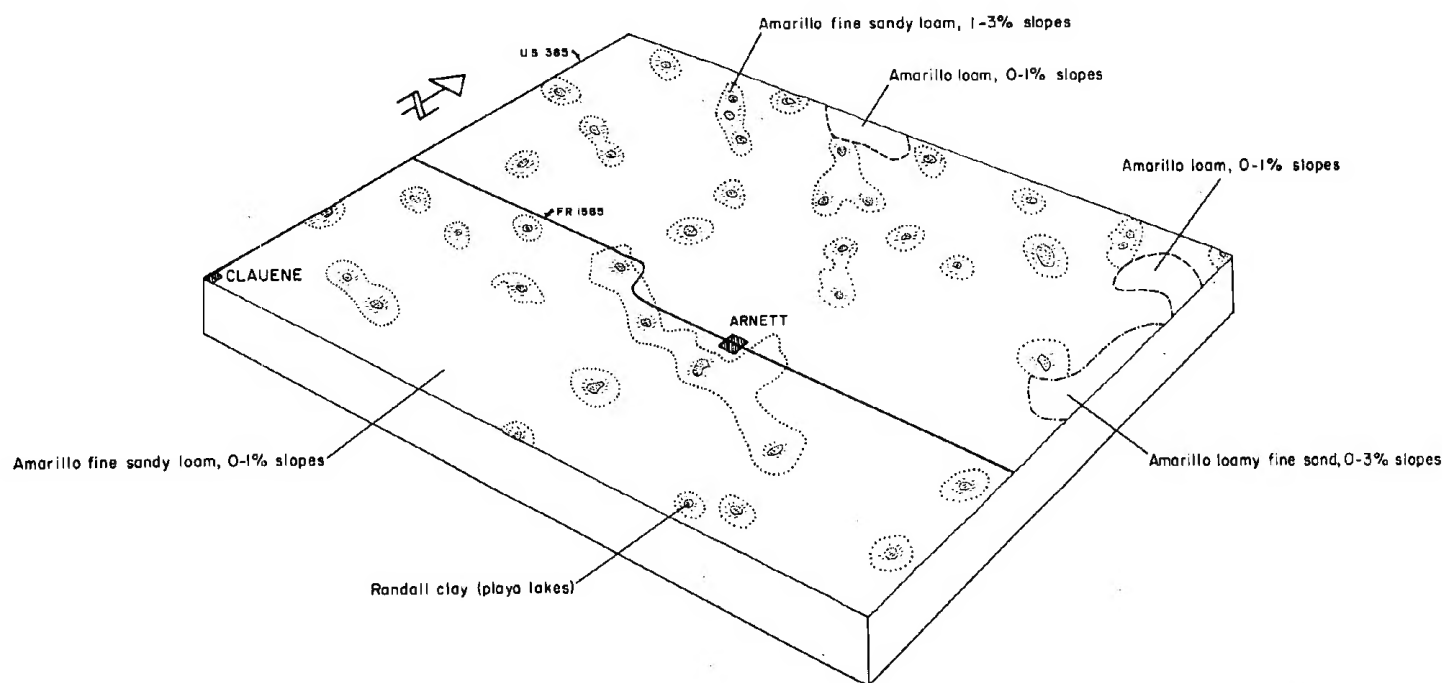 Amarillo fine sandy loam, 1-3% slopes
US 385
Amarillo loam, 0-1% slopes
N
Amarillo loam, 0-1% slopes
FR 1585
CLAUENE
ARNETT
Amarillo fine sandy loam, 0-1% slopes
Amarillo loamy fine sand, 0-3% slopes
Randall clay (playa lakes)